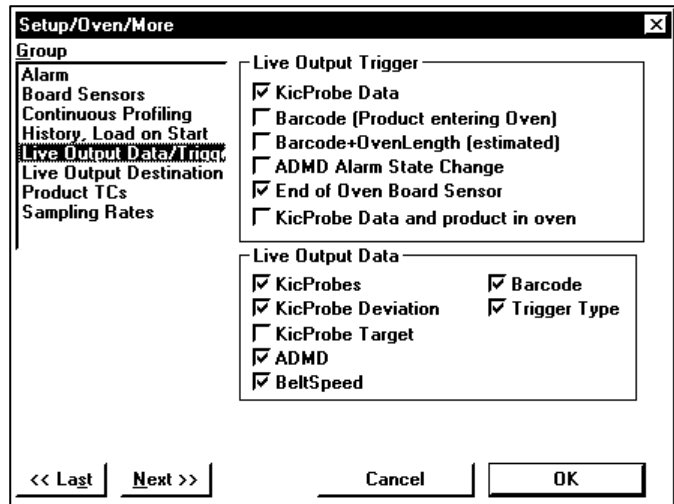 Setup/Oven/More
Group
Alarm
Board Sensors
Continuous Profiling
History, Load on Start
Live Output Data/Trigge
Live Output Destination
Product TCs
Sampling Rates
Live Output Trigger
KicProbe Data
Barcode (Product entering Oven)
Barcode+OvenLength (estimated)
ADMD Alarm State Change
End of Oven Board Sensor
KicProbe Data and product in oven
Live Output Data
KicProbes
Barcode
KicProbe Deviation
Trigger Type
KicProbe Target
ADMD
BeltSpeed
<< Last
Next >>
Cancel
OK